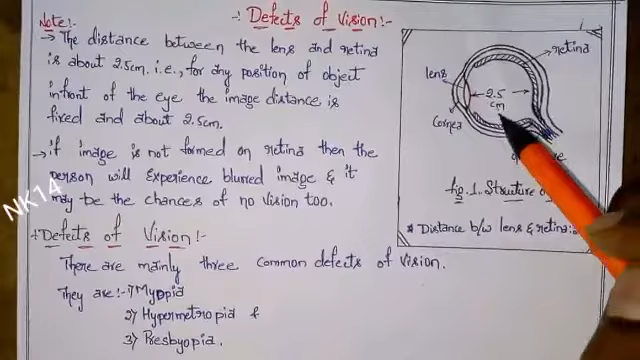 -: Defects of Vision:-
Note:-
→ The distance between the lens and retina
is about 2.5cm. i.e., for any position of object
infront of the eye the image distance is
fixed and about 2.5cm.
→ if image is not formed on retina then the
person will Experience blurred image & it
may be the chances of no vision too.
NK14
-: Defects of Vision:-
There are mainly three common defects of vision.
They are:- 1) Myopia
2) Hypermetropia &
3) Presbyopia.
retina
lens
2.5
cm
Cornea
fig.1. Struture
* Distance b/w lens & retina: